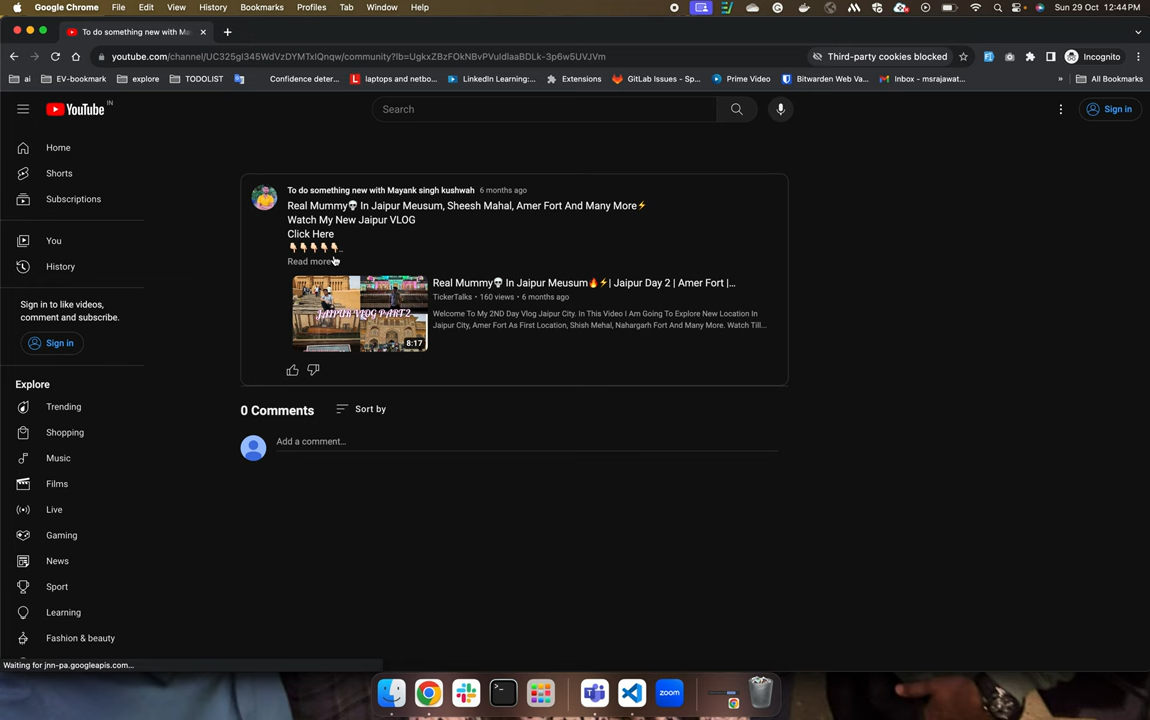 Google Chrome File Edit View History Bookmarks Profiles Tab Window Help Sun 29 Oct 12:44PM
To do something new with Ma
youtube.com/channel/UC325gI345WdVzDYMTxIQnqw/community?lb=UgkxZBzFOkNBvPVuIdlaaBDLk-3p6w5UVJVm Third-party cookies blocked Incognito
ai EV-bookmark explore TODOLIST Confidence deter... laptops and netbo... LinkedIn Learning:... Extensions GitLab Issues - Sp... Prime Video Bitwarden Web Va... Inbox - msrajawat... » All Bookmarks
YouTube IN
Search
Sign in
Home
Shorts
Subscriptions
You
History
Sign in to like videos,
comment and subscribe.
Sign in
Explore
Trending
Shopping
Music
Films
Live
Gaming
News
Sport
Learning
Fashion & beauty
To do something new with Mayank singh kushwah 6 months ago
Real Mummy💀 In Jaipur Meusum, Sheesh Mahal, Amer Fort And Many More⚡
Watch My New Jaipur VLOG
Click Here
👇🏻👇🏻👇🏻👇🏻👇🏻...
Read more
JAIPUR VLOG PART 2
8:17
Real Mummy💀 In Jaipur Meusum🔥⚡| Jaipur Day 2 | Amer Fort |...
TickerTalks • 160 views • 6 months ago
Welcome To My 2ND Day Vlog Jaipur City. In This Video I Am Going To Explore New Location In
Jaipur City, Amer Fort As First Location, Shish Mehal, Nahargarh Fort And Many More. Watch Till...
0 Comments Sort by
Add a comment...
Waiting for jnn-pa.googleapis.com...
zoom